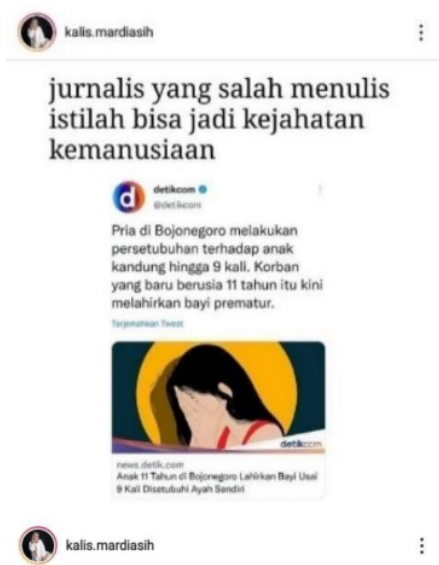 kalis.mardiasih
jurnalis yang salah menulis
istilah bisa jadi kejahatan
kemanusiaan
detikcom
@detikcom
Pria di Bojonegoro melakukan
persetubuhan terhadap anak
kandung hingga 9 kali. Korban
yang baru berusia 11 tahun itu kini
melahirkan bayi prematur.
Terjemahkan Tweet
detikcom
news.detik.com
Anak 11 Tahun di Bojonegoro Lahirkan Bayi Usai
9 Kali Disetubuhi Ayah Sendiri
kalis.mardiasih